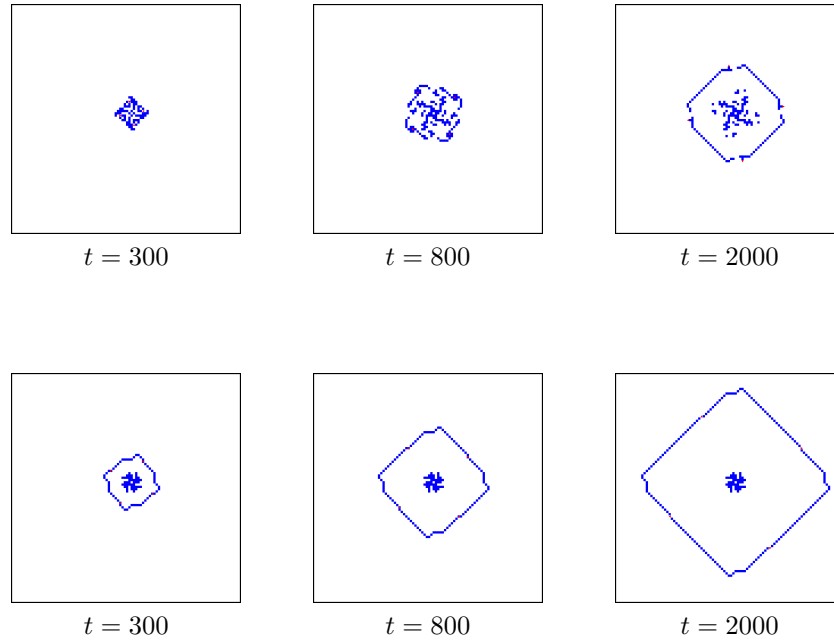 t = 300 t = 800 t = 2000
t = 300 t = 800 t = 2000